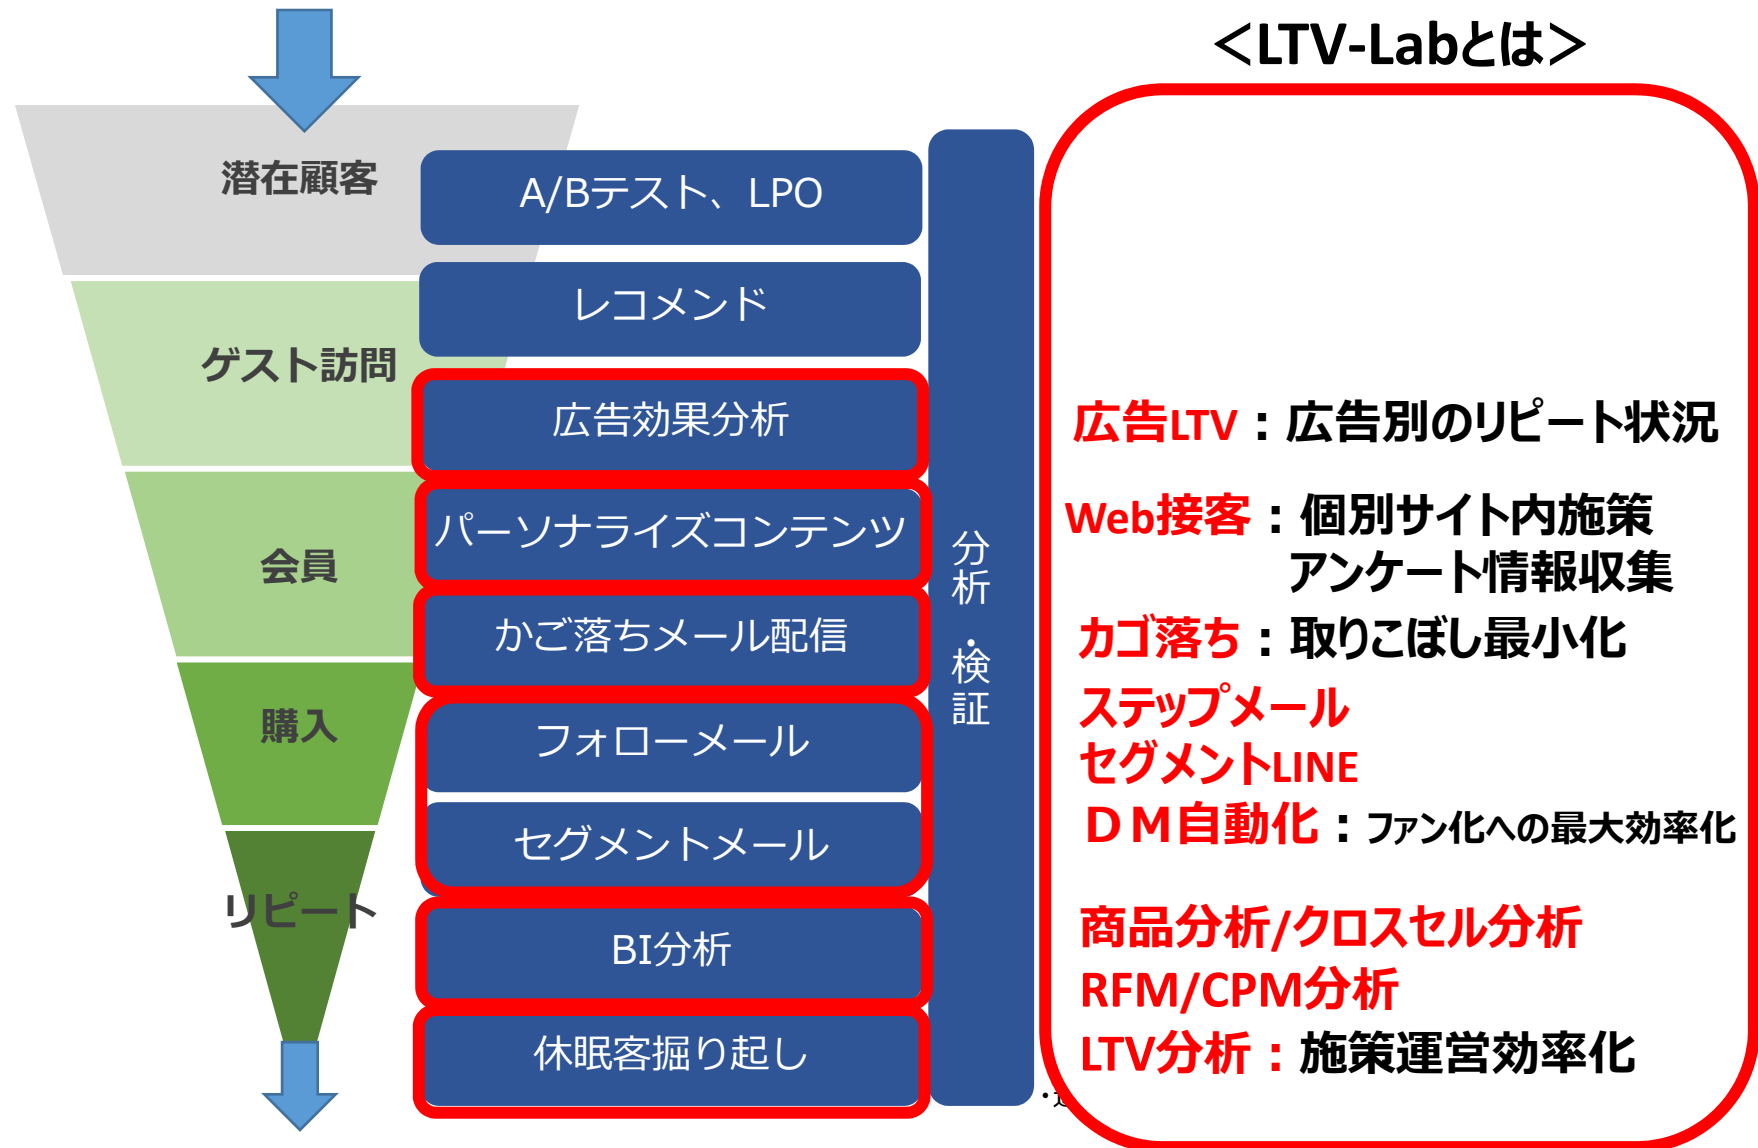 ＜LTV-Labとは＞
潜在顧客
ゲスト訪問
会員
購入
リピート
A/Bテスト、LPO
レコメンド
広告効果分析
パーソナライズコンテンツ
かご落ちメール配信
フォローメール
セグメントメール
BI分析
休眠客掘り起し
分析・検証
広告LTV：広告別のリピート状況
Web接客：個別サイト内施策
アンケート情報収集
カゴ落ち：取りこぼし最小化
ステップメール
セグメントLINE
ＤＭ自動化：ファン化への最大効率化
商品分析/クロスセル分析
RFM/CPM分析
LTV分析：施策運営効率化